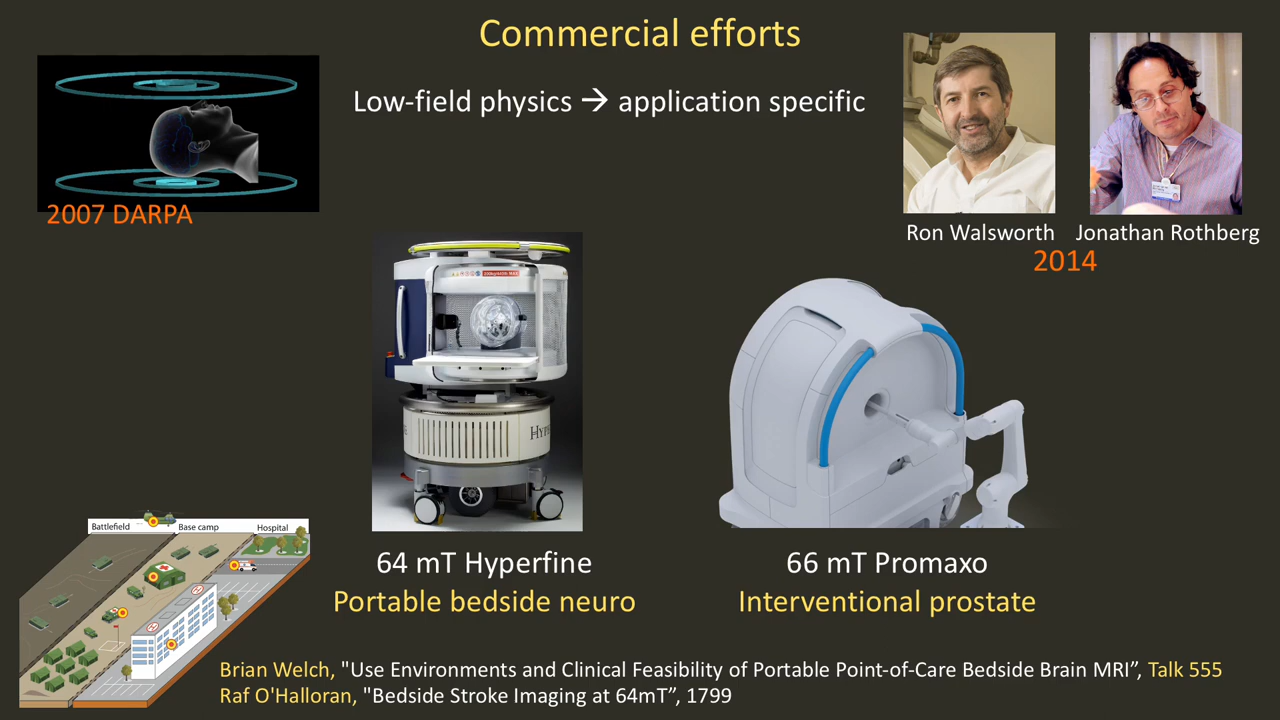 Commercial efforts
Low-field physics → application specific
2007 DARPA
Ron Walsworth
Jonathan Rothberg
2014
64 mT Hyperfine
Portable bedside neuro
66 mT Promaxo
Interventional prostate
Battlefield
Base camp
Hospital
Brian Welch, "Use Environments and Clinical Feasibility of Portable Point-of-Care Bedside Brain MRI”, Talk 555
Raf O'Halloran, "Bedside Stroke Imaging at 64mT”, 1799